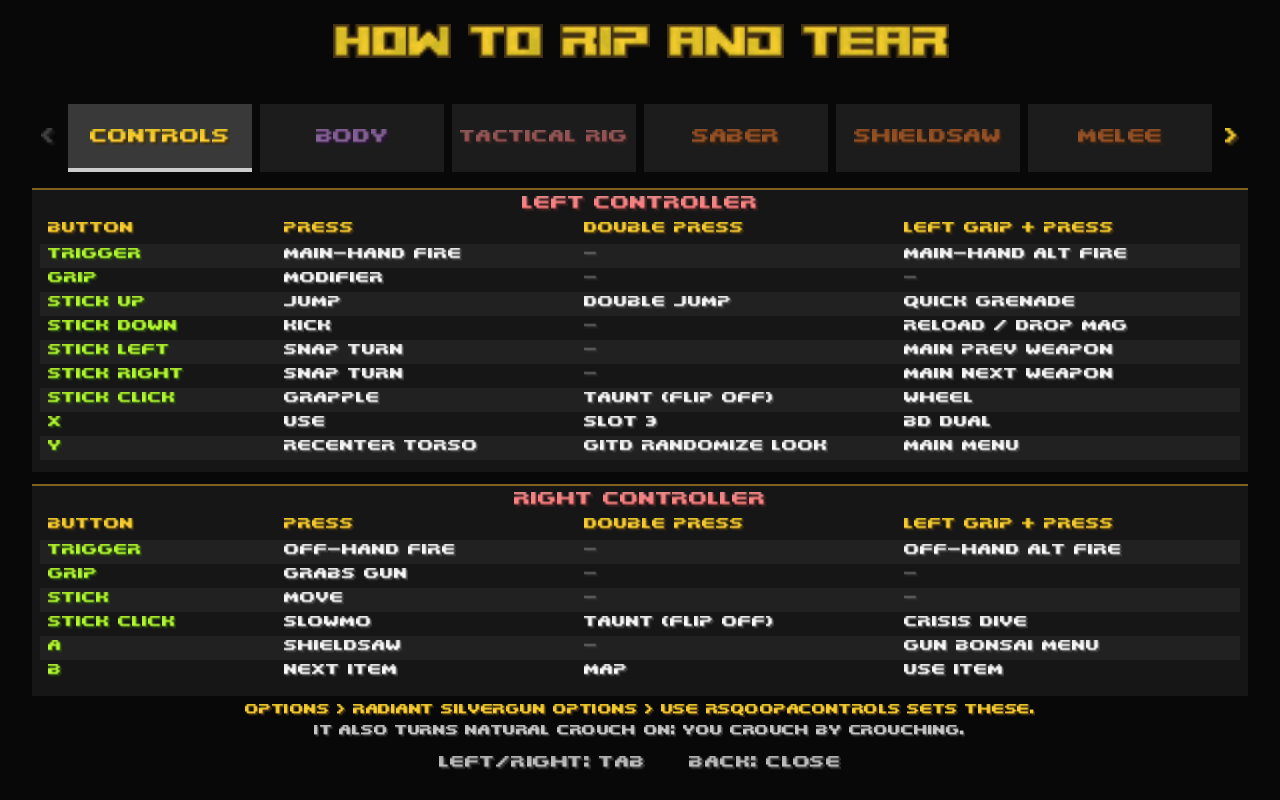 HOW TO RIP AND TEAR
< CONTROLS BODY TACTICAL RIG SABER SHIELDSAW MELEE >
LEFT CONTROLLER
BUTTON PRESS DOUBLE PRESS LEFT GRIP + PRESS
TRIGGER MAIN-HAND FIRE - MAIN-HAND ALT FIRE
GRIP MODIFIER - -
STICK UP JUMP DOUBLE JUMP QUICK GRENADE
STICK DOWN KICK - RELOAD / DROP MAG
STICK LEFT SNAP TURN - MAIN PREV WEAPON
STICK RIGHT SNAP TURN - MAIN NEXT WEAPON
STICK CLICK GRAPPLE TAUNT (FLIP OFF) WHEEL
X USE SLOT 3 BD DUAL
Y RECENTER TORSO GITD RANDOMIZE LOOK MAIN MENU
RIGHT CONTROLLER
BUTTON PRESS DOUBLE PRESS LEFT GRIP + PRESS
TRIGGER OFF-HAND FIRE - OFF-HAND ALT FIRE
GRIP GRABS GUN - -
STICK MOVE - -
STICK CLICK SLOWMO TAUNT (FLIP OFF) CRISIS DIVE
A SHIELDSAW - GUN BONSAI MENU
B NEXT ITEM MAP USE ITEM
OPTIONS > RADIANT SILVERGUN OPTIONS > USE RSQOOPACONTROLS SETS THESE.
IT ALSO TURNS NATURAL CROUCH ON: YOU CROUCH BY CROUCHING.
LEFT/RIGHT: TAB BACK: CLOSE